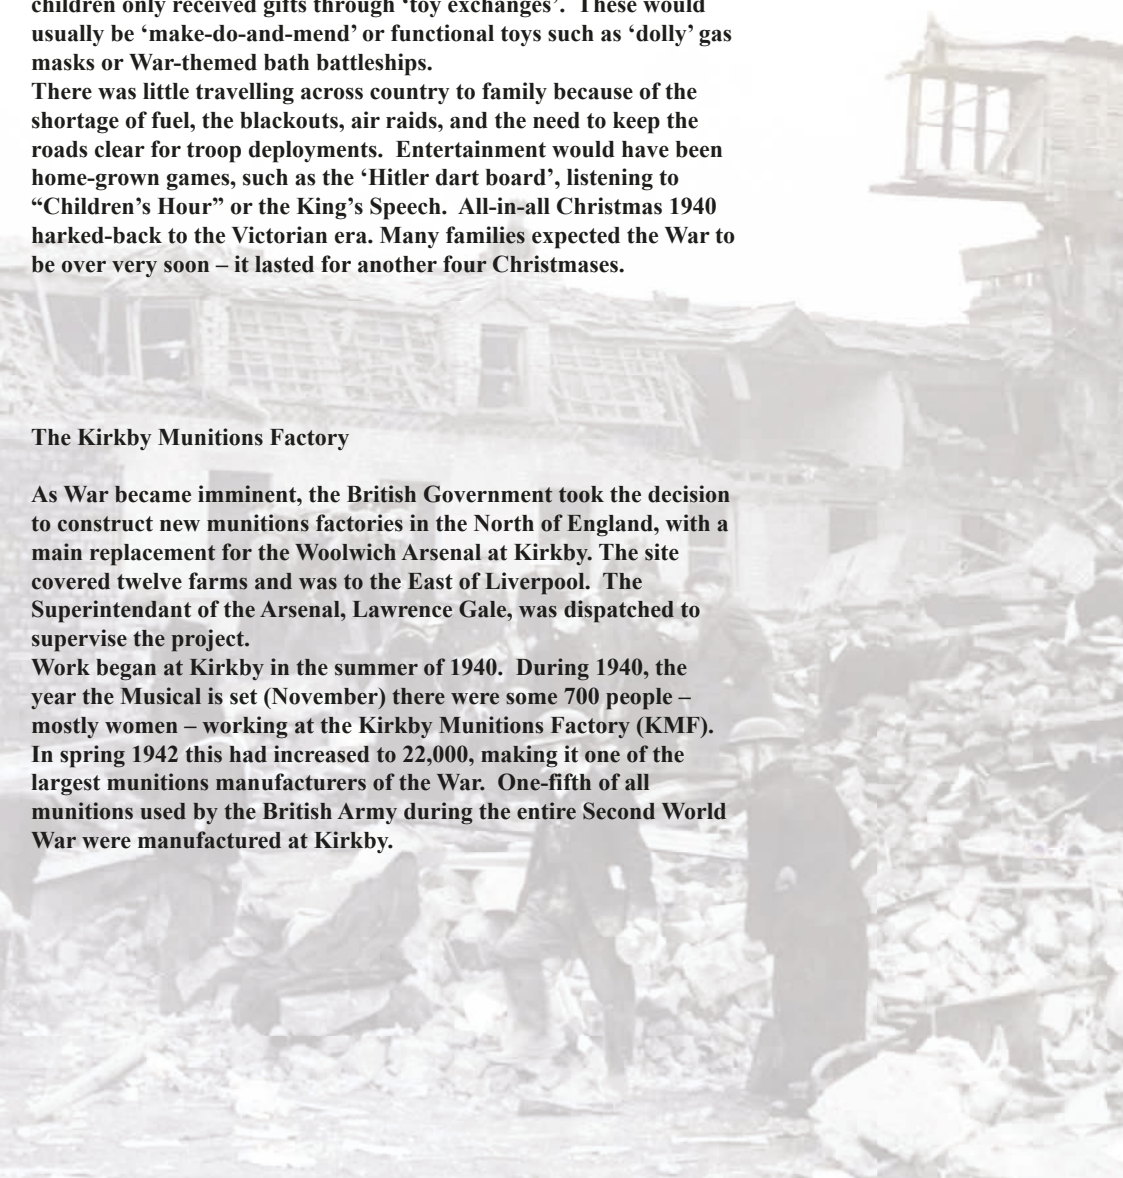 children only received gifts through ‘toy exchanges’.  These would
usually be ‘make-do-and-mend’ or functional toys such as ‘dolly’ gas
masks or War-themed bath battleships.
There was little travelling across country to family because of the
shortage of fuel, the blackouts, air raids, and the need to keep the
roads clear for troop deployments.  Entertainment would have been
home-grown games, such as the ‘Hitler dart board’, listening to
“Children’s Hour” or the King’s Speech.  All-in-all Christmas 1940
harked-back to the Victorian era. Many families expected the War to
be over very soon – it lasted for another four Christmases.
The Kirkby Munitions Factory
As War became imminent, the British Government took the decision
to construct new munitions factories in the North of England, with a
main replacement for the Woolwich Arsenal at Kirkby. The site
covered twelve farms and was to the East of Liverpool.  The
Superintendant of the Arsenal, Lawrence Gale, was dispatched to
supervise the project.
Work began at Kirkby in the summer of 1940.  During 1940, the
year the Musical is set (November) there were some 700 people –
mostly women – working at the Kirkby Munitions Factory (KMF).
In spring 1942 this had increased to 22,000, making it one of the
largest munitions manufacturers of the War.  One-fifth of all
munitions used by the British Army during the entire Second World
War were manufactured at Kirkby.